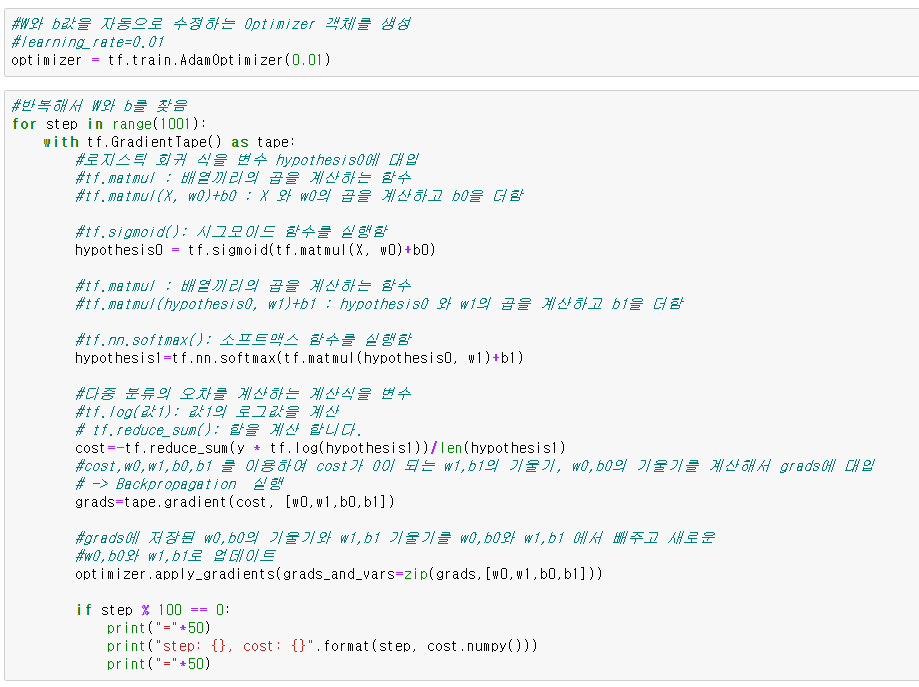 #W와 b값을 자동으로 수정하는 Optimizer 객체를 생성
#learning_rate=0.01
optimizer = tf.train.AdamOptimizer(0.01)
#반복해서 W와 b를 찾음
for step in range(1001):
    with tf.GradientTape() as tape:
        #로지스틱 회귀 식을 변수 hypothesis0에 대입
        #tf.matmul : 배열끼리의 곱을 계산하는 함수
        #tf.matmul(X, w0)+b0 : X 와 w0의 곱을 계산하고 b0을 더함
        #tf.sigmoid(): 시그모이드 함수를 실행함
        hypothesis0 = tf.sigmoid(tf.matmul(X, w0)+b0)
        #tf.matmul : 배열끼리의 곱을 계산하는 함수
        #tf.matmul(hypothesis0, w1)+b1 : hypothesis0 와 w1의 곱을 계산하고 b1을 더함
        #tf.nn.softmax(): 소프트맥스 함수를 실행함
        hypothesis1=tf.nn.softmax(tf.matmul(hypothesis0, w1)+b1)
        #다중 분류의 오차를 계산하는 계산식을 변수
        #tf.log(값1): 값1의 로그값을 계산
        # tf.reduce_sum(): 합을 계산 합니다.
        cost=-tf.reduce_sum(y * tf.log(hypothesis1))/len(hypothesis1)
        #cost,w0,w1,b0,b1 를 이용하여 cost가 0이 되는 w1,b1의 기울기, w0,b0의 기울기를 계산해서 grads에 대입
        # -> Backpropagation  실행
        grads=tape.gradient(cost, [w0,w1,b0,b1])
        #grads에 저장된 w0,b0의 기울기와 w1,b1 기울기를 w0,b0와 w1,b1 에서 빼주고 새로운
        #w0,b0와 w1,b1로 업데이트
        optimizer.apply_gradients(grads_and_vars=zip(grads,[w0,w1,b0,b1]))
        if step % 100 == 0:
            print("="*50)
            print("step: {}, cost: {}".format(step, cost.numpy()))
            print("="*50)